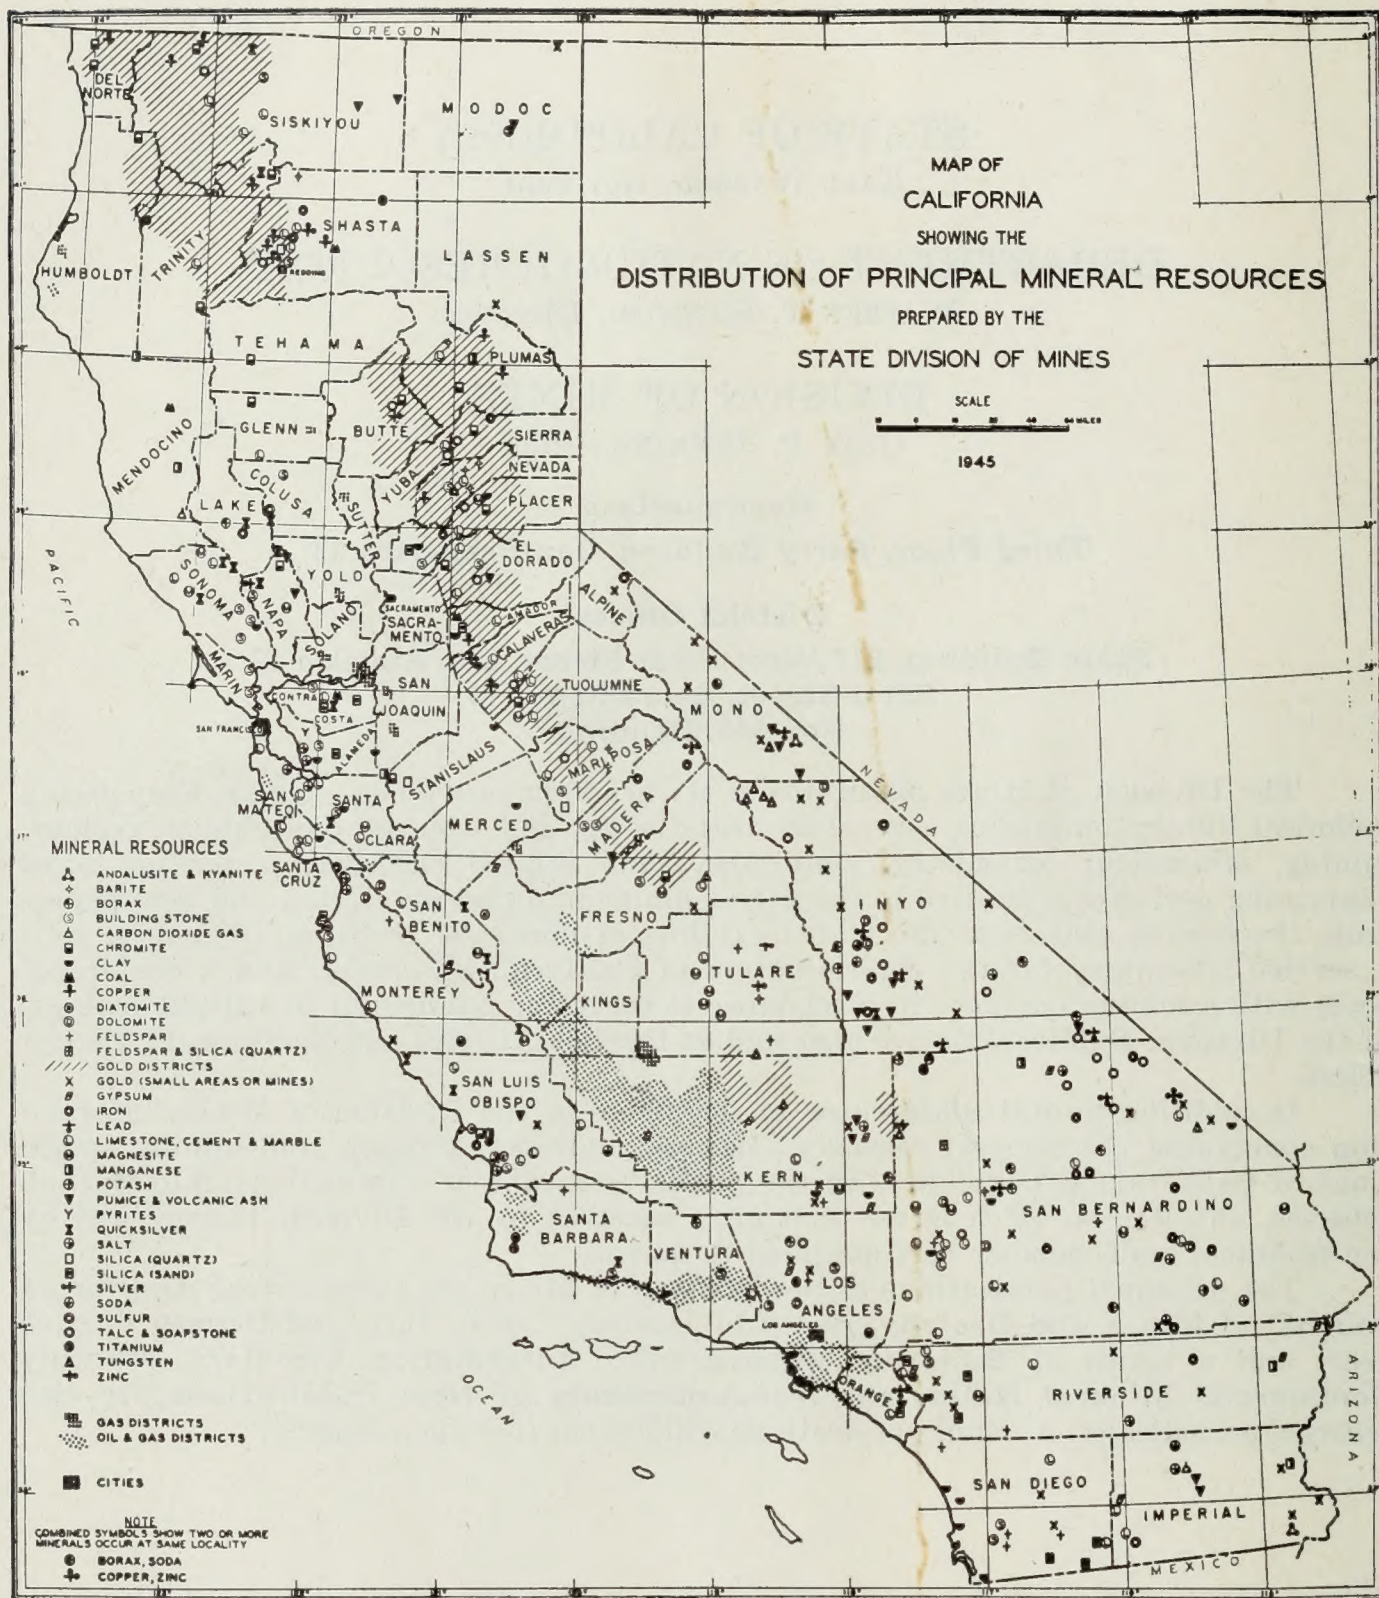 OREGON
DEL
NORTE
SISKIYOU
MODOC
MAP OF
CALIFORNIA
SHOWING THE
DISTRIBUTION OF PRINCIPAL MINERAL RESOURCES
PREPARED BY THE
STATE DIVISION OF MINES
SCALE
MILES
1945
HUMBOLDT
TRINITY
SHASTA
REDDING
LASSEN
TEHAMA
PLUMAS
MENDOCINO
GLENN
BUTTE
SIERRA
NEVADA
YUBA
PLACER
COLUSA
LAKE
SUTTER
EL
DORADO
PACIFIC
SONOMA
NAPA
YOLO
SOLANO
SACRAMENTO
SACRA-
MENTO
AMADOR
ALPINE
CALAVERAS
MARIN
CONTRA
COSTA
SAN
JOAQUIN
TUOLUMNE
MONO
SAN FRANCISCO
ALAMEDA
STANISLAUS
MARIPOSA
NEVADA
SAN
MATEO
SANTA
CLARA
MERCED
MADERA
SANTA
CRUZ
SAN
BENITO
FRESNO
INYO
MONTEREY
KINGS
TULARE
SAN LUIS
OBISPO
KERN
SAN BERNARDINO
SANTA
BARBARA
VENTURA
LOS
ANGELES
LOS ANGELES
OCEAN
ORANGE
RIVERSIDE
ARIZONA
SAN DIEGO
IMPERIAL
MEXICO
MINERAL RESOURCES
ANDALUSITE & KYANITE
BARITE
BORAX
BUILDING STONE
CARBON DIOXIDE GAS
CHROMITE
CLAY
COAL
COPPER
DIATOMITE
DOLOMITE
FELDSPAR
FELDSPAR & SILICA (QUARTZ)
GOLD DISTRICTS
GOLD (SMALL AREAS OR MINES)
GYPSUM
IRON
LEAD
LIMESTONE, CEMENT & MARBLE
MAGNESITE
MANGANESE
POTASH
PUMICE & VOLCANIC ASH
PYRITES
QUICKSILVER
SALT
SILICA (QUARTZ)
SILICA (SAND)
SILVER
SODA
SULFUR
TALC & SOAPSTONE
TITANIUM
TUNGSTEN
ZINC
GAS DISTRICTS
OIL & GAS DISTRICTS
CITIES
NOTE
COMBINED SYMBOLS SHOW TWO OR MORE
MINERALS OCCUR AT SAME LOCALITY
BORAX, SODA
COPPER, ZINC